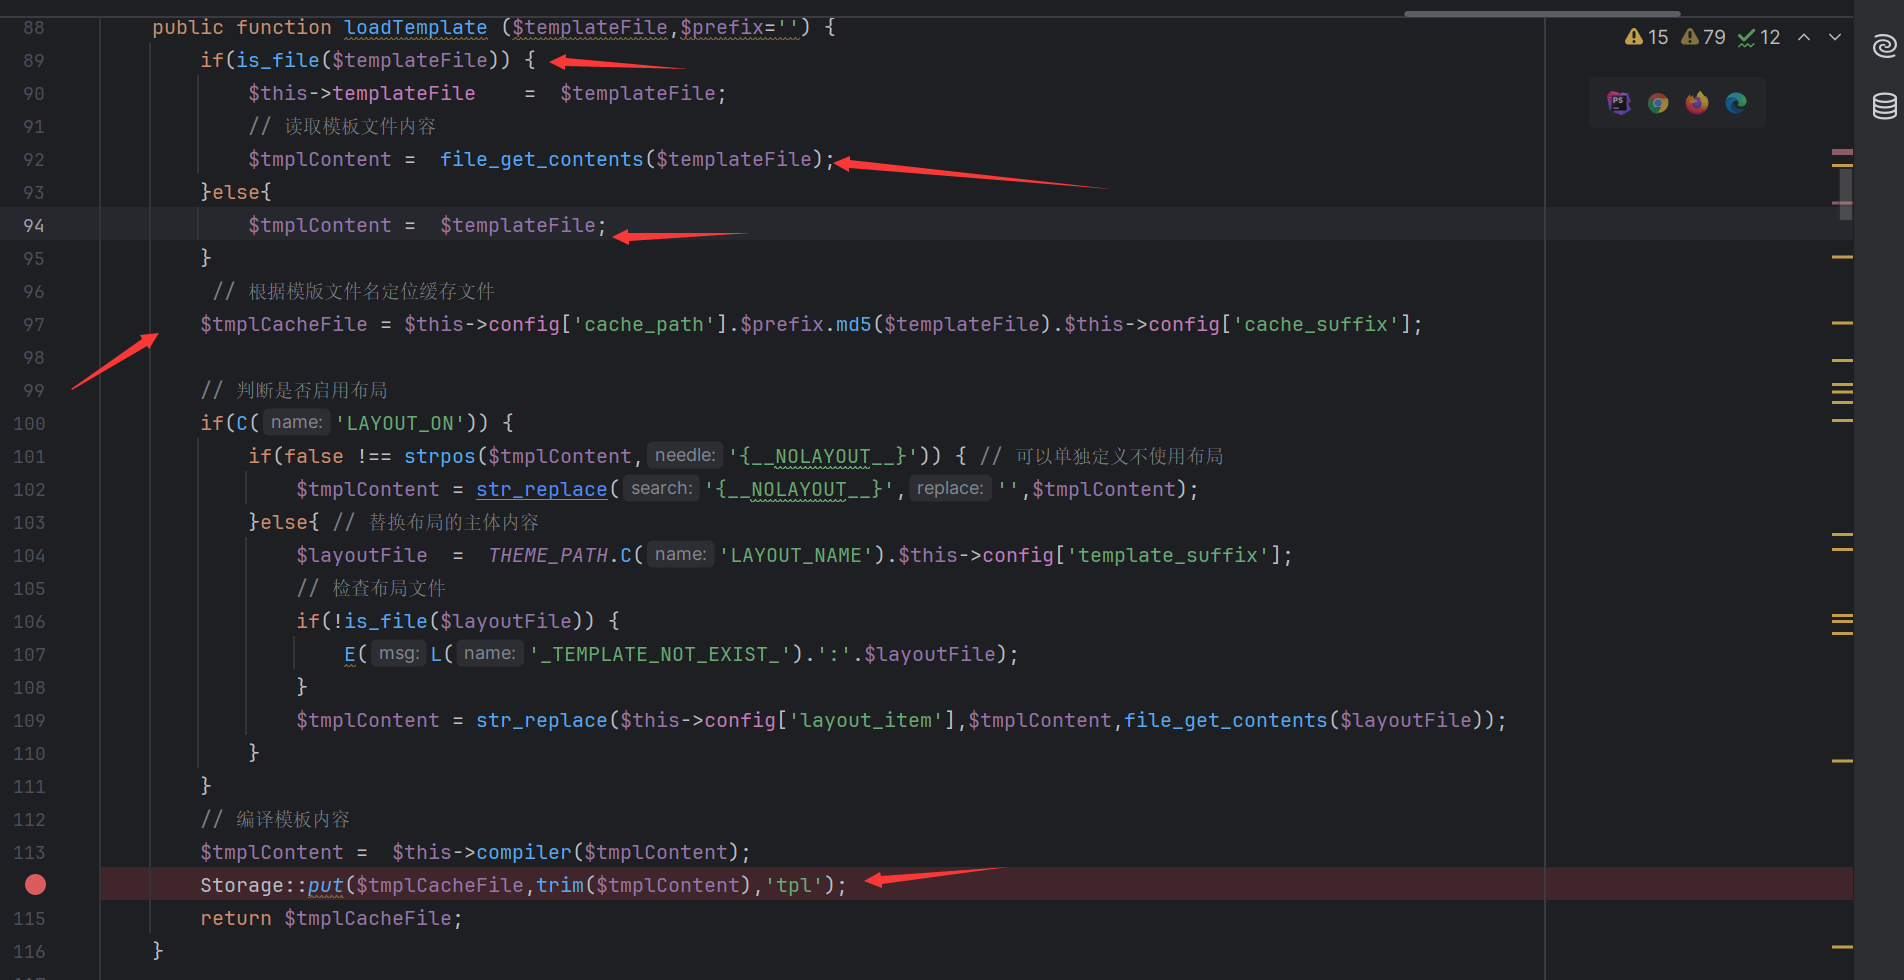 15 79 12
88 public function loadTemplate ($templateFile,$prefix='') {
89 if(is_file($templateFile)) {
90 $this->templateFile    =  $templateFile;
91 // 读取模板文件内容
92 $tmplContent =  file_get_contents($templateFile);
93 }else{
94 $tmplContent =  $templateFile;
95 }
96 // 根据模版文件名定位缓存文件
97 $tmplCacheFile = $this->config['cache_path'].$prefix.md5($templateFile).$this->config['cache_suffix'];
98
99 // 判断是否启用布局
100 if(C( name: 'LAYOUT_ON')) {
101 if(false !== strpos($tmplContent, needle: '{__NOLAYOUT__}')) { // 可以单独定义不使用布局
102 $tmplContent = str_replace( search: '{__NOLAYOUT__}', replace: '',$tmplContent);
103 }else{ // 替换布局的主体内容
104 $layoutFile  =  THEME_PATH.C( name: 'LAYOUT_NAME').$this->config['template_suffix'];
105 // 检查布局文件
106 if(!is_file($layoutFile)) {
107 E( msg: L( name: '_TEMPLATE_NOT_EXIST_').':'.$layoutFile);
108 }
109 $tmplContent = str_replace($this->config['layout_item'],$tmplContent,file_get_contents($layoutFile));
110 }
111 }
112 // 编译模板内容
113 $tmplContent =  $this->compiler($tmplContent);
Storage::put($tmplCacheFile,trim($tmplContent),'tpl');
115 return $tmplCacheFile;
116 }